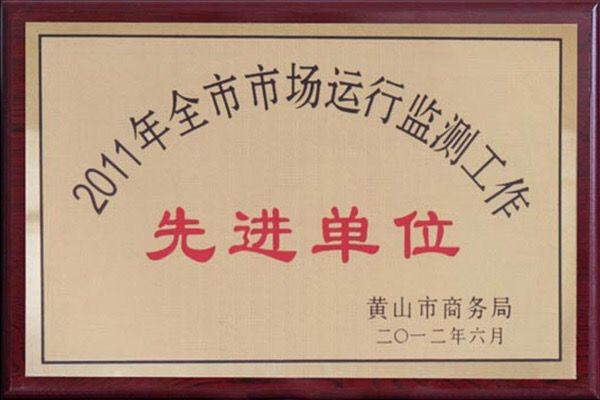 2011年全市市场运行监测工作
先进单位
黄山市商务局
二〇一二年六月